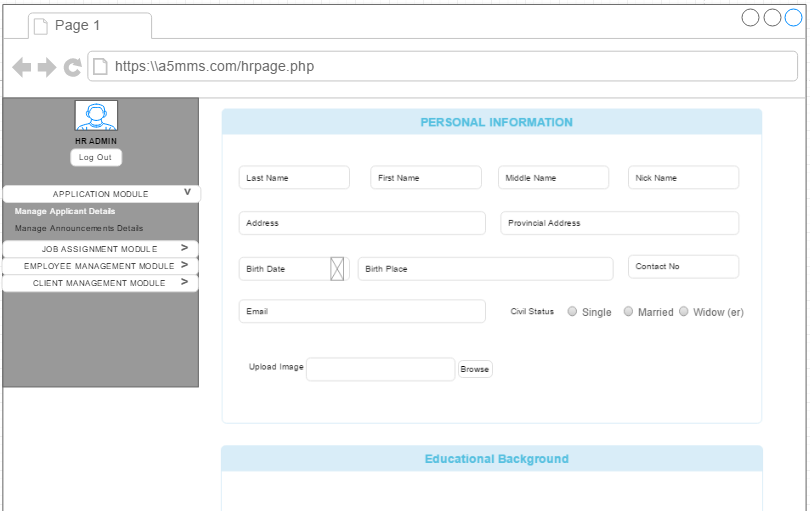 Page 1
https:\\a5mms.com/hrpage.php
HR ADMIN
Log Out
APPLICATION MODULE v
Manage Applicant Details
Manage Announcements Details
JOB ASSIGNMENT MODULE >
EMPLOYEE MANAGEMENT MODULE >
CLIENT MANAGEMENT MODULE >
PERSONAL INFORMATION
Last Name First Name Middle Name Nick Name
Address Provincial Address
Birth Date Birth Place Contact No
Email Civil Status Single Married Widow (er)
Upload Image Browse
Educational Background